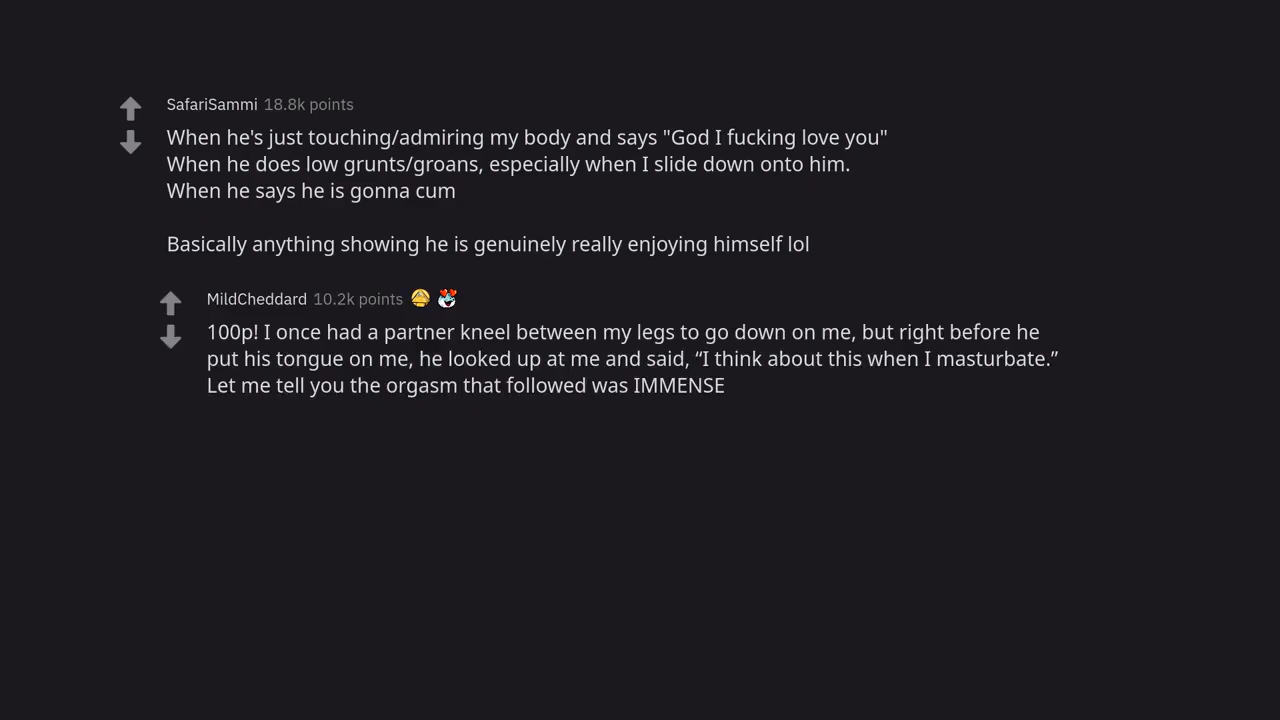 SafariSammi 18.8k points
When he's just touching/admiring my body and says "God I fucking love you"
When he does low grunts/groans, especially when I slide down onto him.
When he says he is gonna cum
Basically anything showing he is genuinely really enjoying himself lol
MildCheddard 10.2k points
100p! I once had a partner kneel between my legs to go down on me, but right before he
put his tongue on me, he looked up at me and said, “I think about this when I masturbate.”
Let me tell you the orgasm that followed was IMMENSE